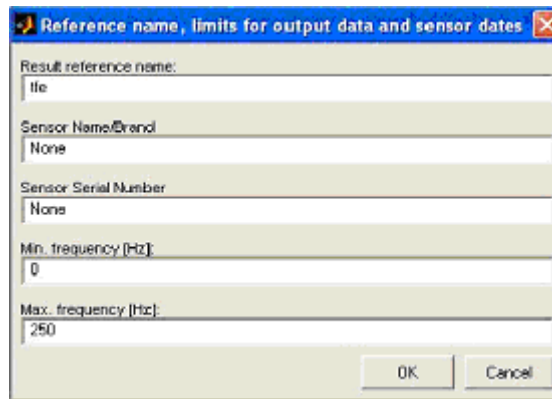 Reference name, limits for output data and sensor dates
Result reference name:
tfe
Sensor Name/Brand
None
Sensor Serial Number
None
Min. frequency [Hz]:
0
Max. frequency [Hz]:
250
OK Cancel